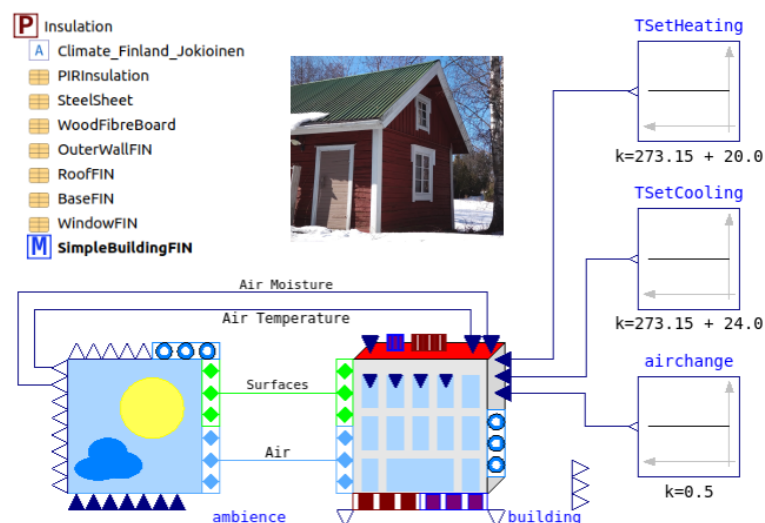 P Insulation
A Climate_Finland_Jokioinen
PIRInsulation
SteelSheet
WoodFibreBoard
OuterWallFIN
RoofFIN
BaseFIN
WindowFIN
M SimpleBuildingFIN
TSetHeating
k=273.15 + 20.0
TSetCooling
k=273.15 + 24.0
airchange
k=0.5
Air Moisture
Air Temperature
Surfaces
Air
ambience
building